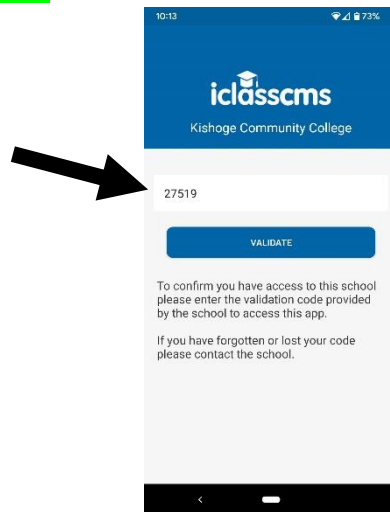 10:13
73%
iclasscms
Kishoge Community College
27519
VALIDATE
To confirm you have access to this school
please enter the validation code provided
by the school to access this app.
If you have forgotten or lost your code
please contact the school.